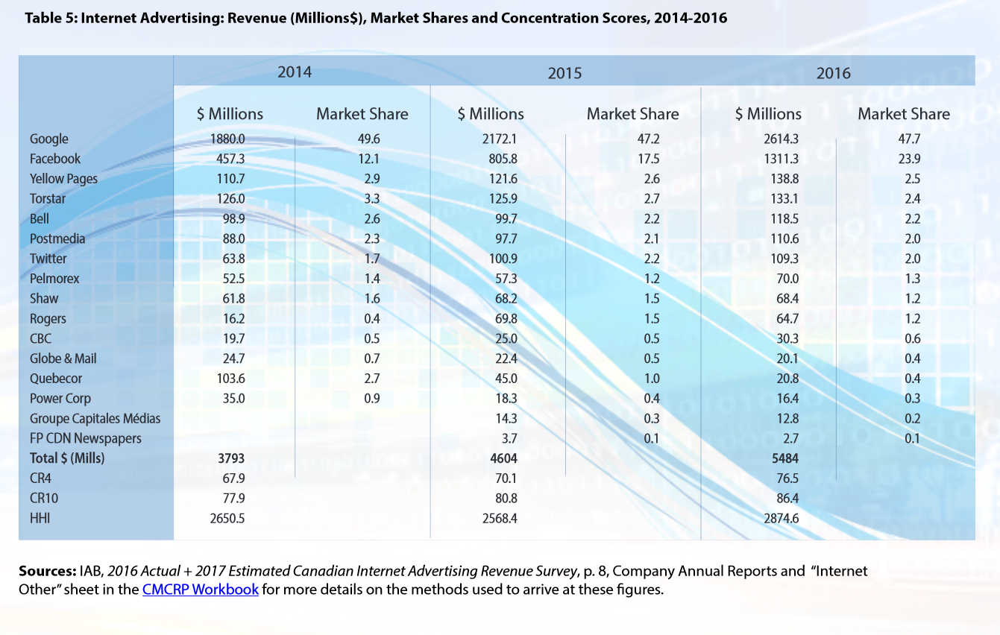 Table 5: Internet Advertising: Revenue (Millions$), Market Shares and Concentration Scores, 2014-2016
2014 2015 2016
$ Millions Market Share $ Millions Market Share $ Millions Market Share
Google 1880.0 49.6 2172.1 47.2 2614.3 47.7
Facebook 457.3 12.1 805.8 17.5 1311.3 23.9
Yellow Pages 110.7 2.9 121.6 2.6 138.8 2.5
Torstar 126.0 3.3 125.9 2.7 133.1 2.4
Bell 98.9 2.6 99.7 2.2 118.5 2.2
Postmedia 88.0 2.3 97.7 2.1 110.6 2.0
Twitter 63.8 1.7 100.9 2.2 109.3 2.0
Pelmorex 52.5 1.4 57.3 1.2 70.0 1.3
Shaw 61.8 1.6 68.2 1.5 68.4 1.2
Rogers 16.2 0.4 69.8 1.5 64.7 1.2
CBC 19.7 0.5 25.0 0.5 30.3 0.6
Globe & Mail 24.7 0.7 22.4 0.5 20.1 0.4
Quebecor 103.6 2.7 45.0 1.0 20.8 0.4
Power Corp 35.0 0.9 18.3 0.4 16.4 0.3
Groupe Capitales Médias 14.3 0.3 12.8 0.2
FP CDN Newspapers 3.7 0.1 2.7 0.1
Total $ (Mills) 3793 4604 5484
CR4 67.9 70.1 76.5
CR10 77.9 80.8 86.4
HHI 2650.5 2568.4 2874.6
Sources: IAB, 2016 Actual + 2017 Estimated Canadian Internet Advertising Revenue Survey, p. 8, Company Annual Reports and “Internet
Other” sheet in the CMCRP Workbook for more details on the methods used to arrive at these figures.